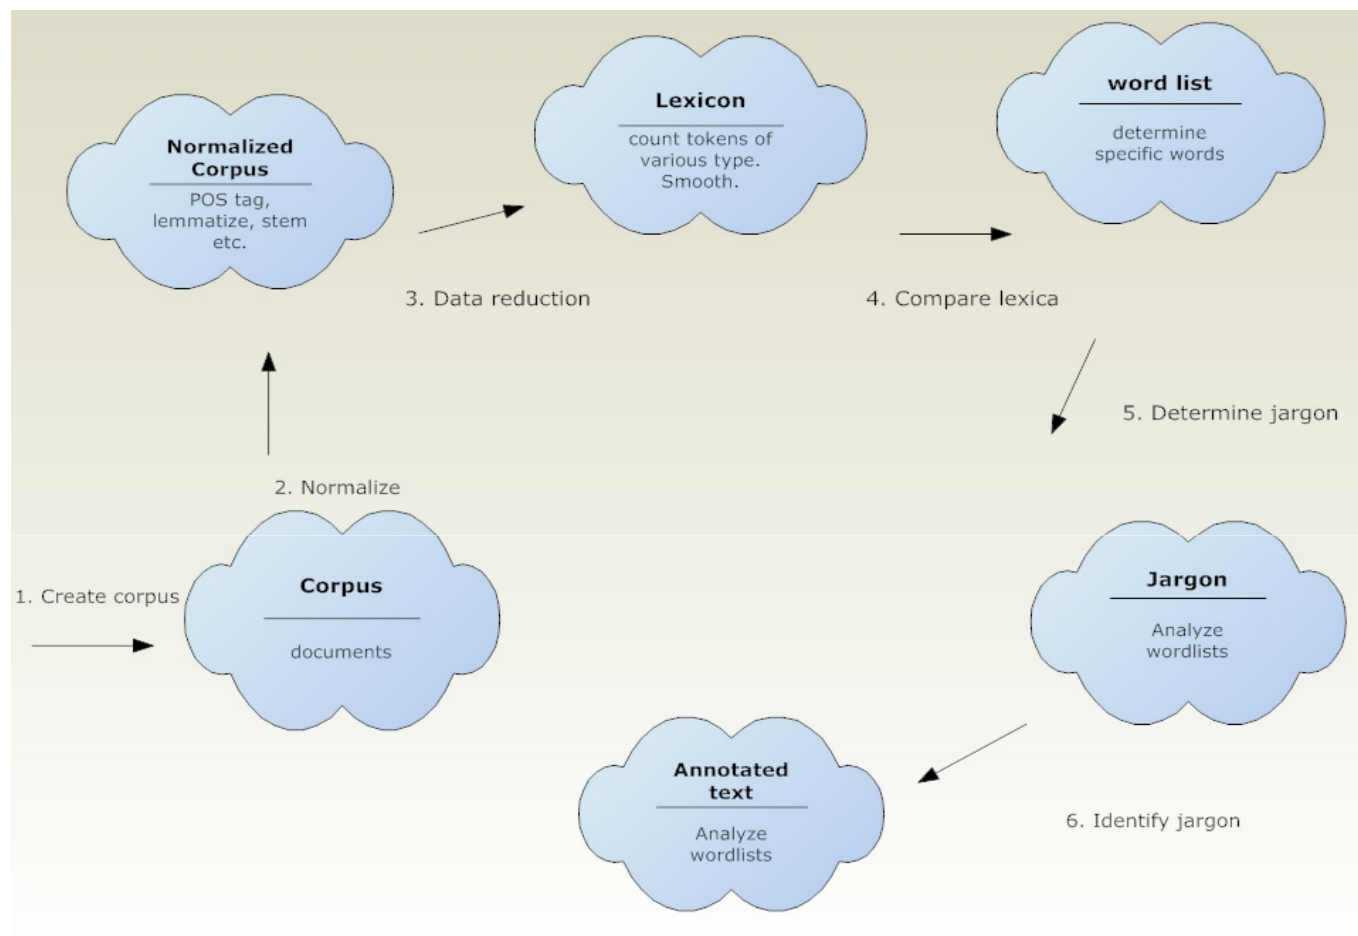 1. Create corpus
Corpus
documents
2. Normalize
Normalized
Corpus
POS tag,
lemmatize, stem
etc.
3. Data reduction
Lexicon
count tokens of
various type.
Smooth.
4. Compare lexica
word list
determine
specific words
5. Determine jargon
Jargon
Analyze
wordlists
6. Identify jargon
Annotated
text
Analyze
wordlists